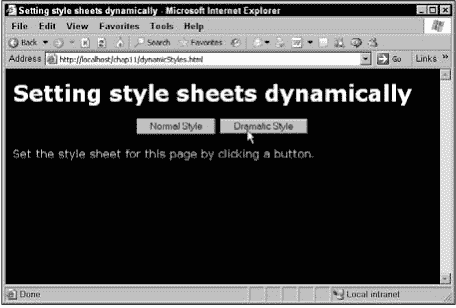 Setting style sheets dynamically - Microsoft Internet Explorer
File Edit View Favorites Tools Help
Back Search Favorites
Address http://localhost/chap11/dynamicStyles.html Go Links »
Setting style sheets dynamically
Normal Style Dramatic Style
Set the style sheet for this page by clicking a button.
Done Local intranet